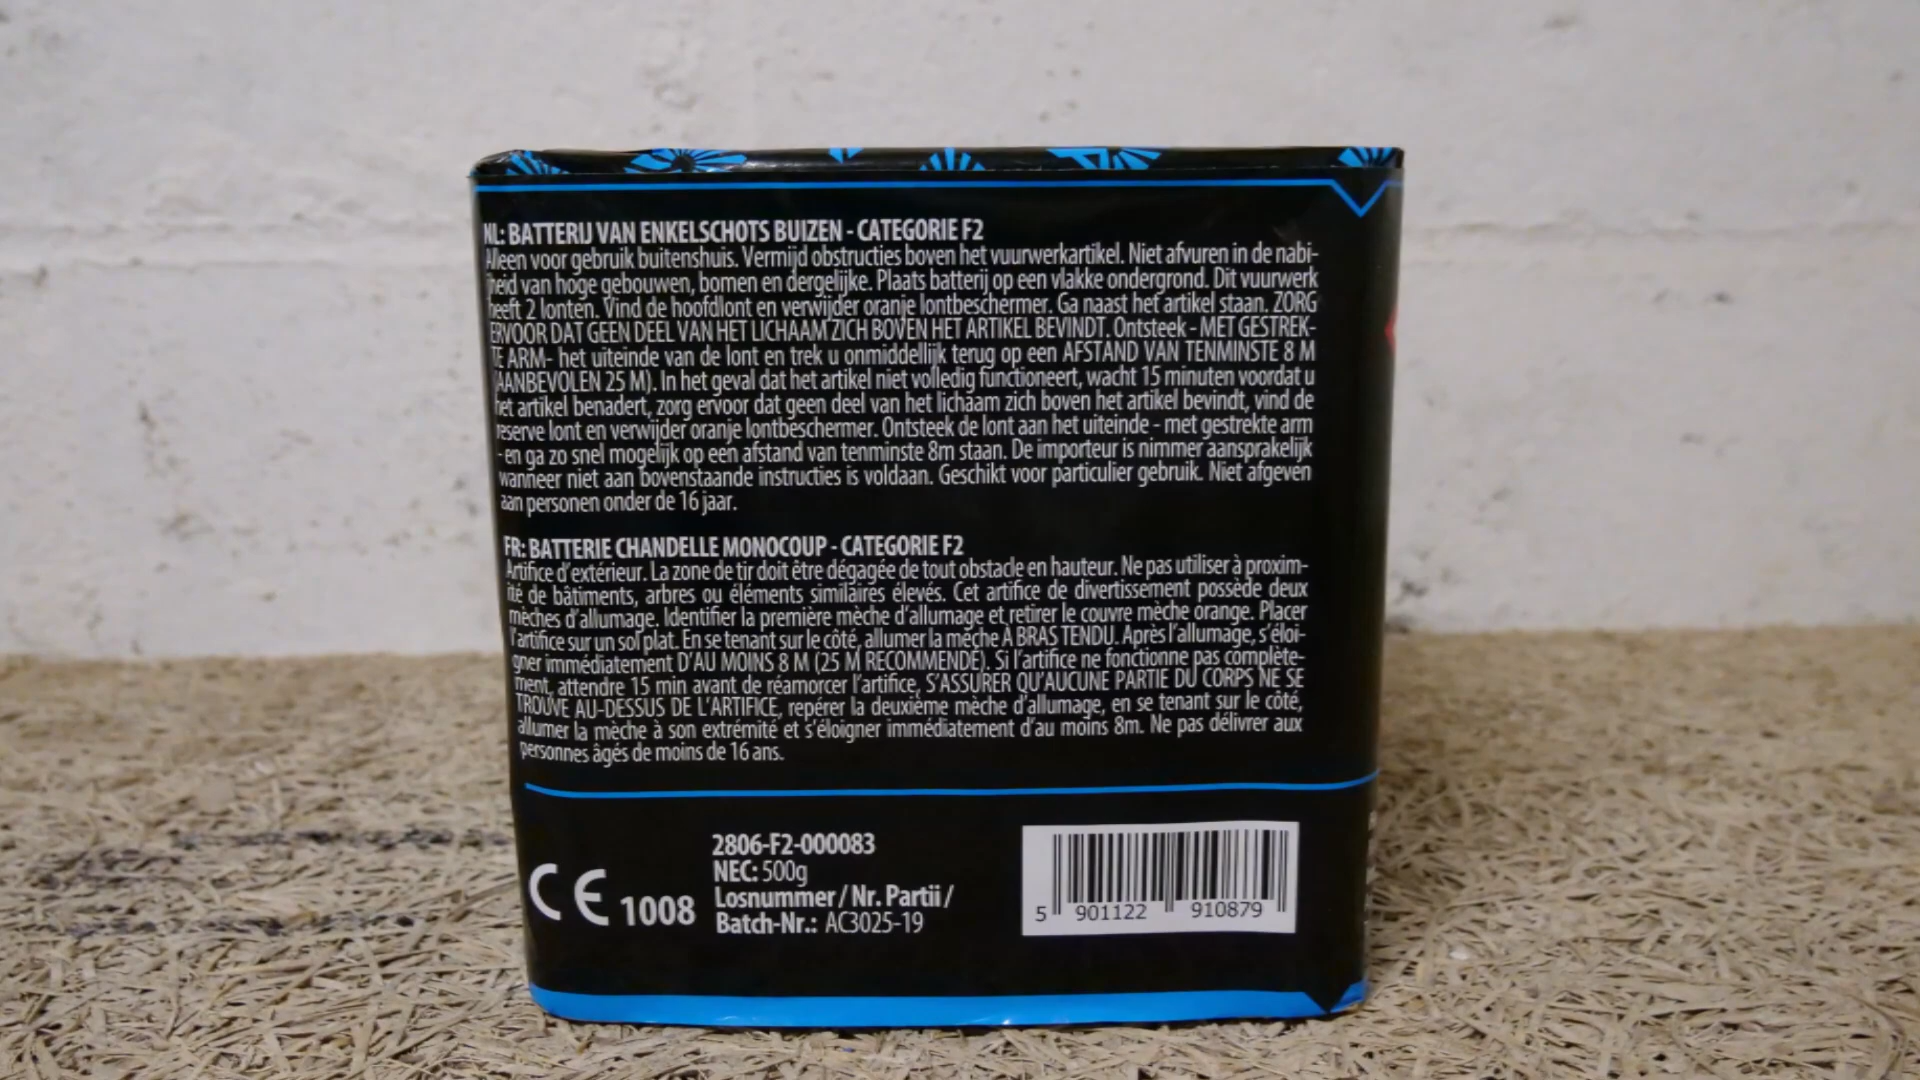 NL: BATTERIJ VAN ENKELSCHOTS BUIZEN - CATEGORIE F2
Alleen voor gebruik buitenshuis. Vermijd obstructies boven het vuurwerkartikel. Niet afvuren in de nabi-
jheid van hoge gebouwen, bomen en dergelijke. Plaats batterij op een vlakke ondergrond. Dit vuurwerk
heeft 2 lonten. Vind de hoofdlont en verwijder oranje lontbeschermer. Ga naast het artikel staan. ZORG
ERVOOR DAT GEEN DEEL VAN HET LICHAAM ZICH BOVEN HET ARTIKEL BEVINDT. Ontsteek - MET GESTREK-
TE ARM- het uiteinde van de lont en trek u onmiddellijk terug op een AFSTAND VAN TENMINSTE 8 M
(AANBEVOLEN 25 M). In het geval dat het artikel niet volledig functioneert, wacht 15 minuten voordat u
het artikel benadert, zorg ervoor dat geen deel van het lichaam zich boven het artikel bevindt, vind de
reserve lont en verwijder oranje lontbeschermer. Ontsteek de lont aan het uiteinde - met gestrekte arm
- en ga zo snel mogelijk op een afstand van tenminste 8m staan. De importeur is nimmer aansprakelijk
wanneer niet aan bovenstaande instructies is voldaan. Geschikt voor particulier gebruik. Niet afgeven
aan personen onder de 16 jaar.
FR: BATTERIE CHANDELLE MONOCOUP - CATEGORIE F2
Artifice d'extérieur. La zone de tir doit être dégagée de tout obstacle en hauteur. Ne pas utiliser à proxim-
ité de bâtiments, arbres ou éléments similaires élevés. Cet artifice de divertissement possède deux
mèches d'allumage. Identifier la première mèche d'allumage et retirer le couvre mèche orange. Placer
l'artifice sur un sol plat. En se tenant sur le côté, allumer la mèche À BRAS TENDU. Après l'allumage, s'éloi-
gner immédiatement D'AU MOINS 8 M (25 M RECOMMENDÉ). Si l'artifice ne fonctionne pas complète-
ment, attendre 15 min avant de réamorcer l'artifice, S'ASSURER QU'AUCUNE PARTIE DU CORPS NE SE
TROUVE AU-DESSUS DE L'ARTIFICE, repérer la deuxième mèche d'allumage, en se tenant sur le côté,
allumer la mèche à son extrémité et s'éloigner immédiatement d'au moins 8m. Ne pas délivrer aux
personnes âgés de moins de 16 ans.
CE 1008
2806-F2-000083
NEC: 500g
Losnummer / Nr. Partii /
Batch-Nr.: AC3025-19
5 901122 910879